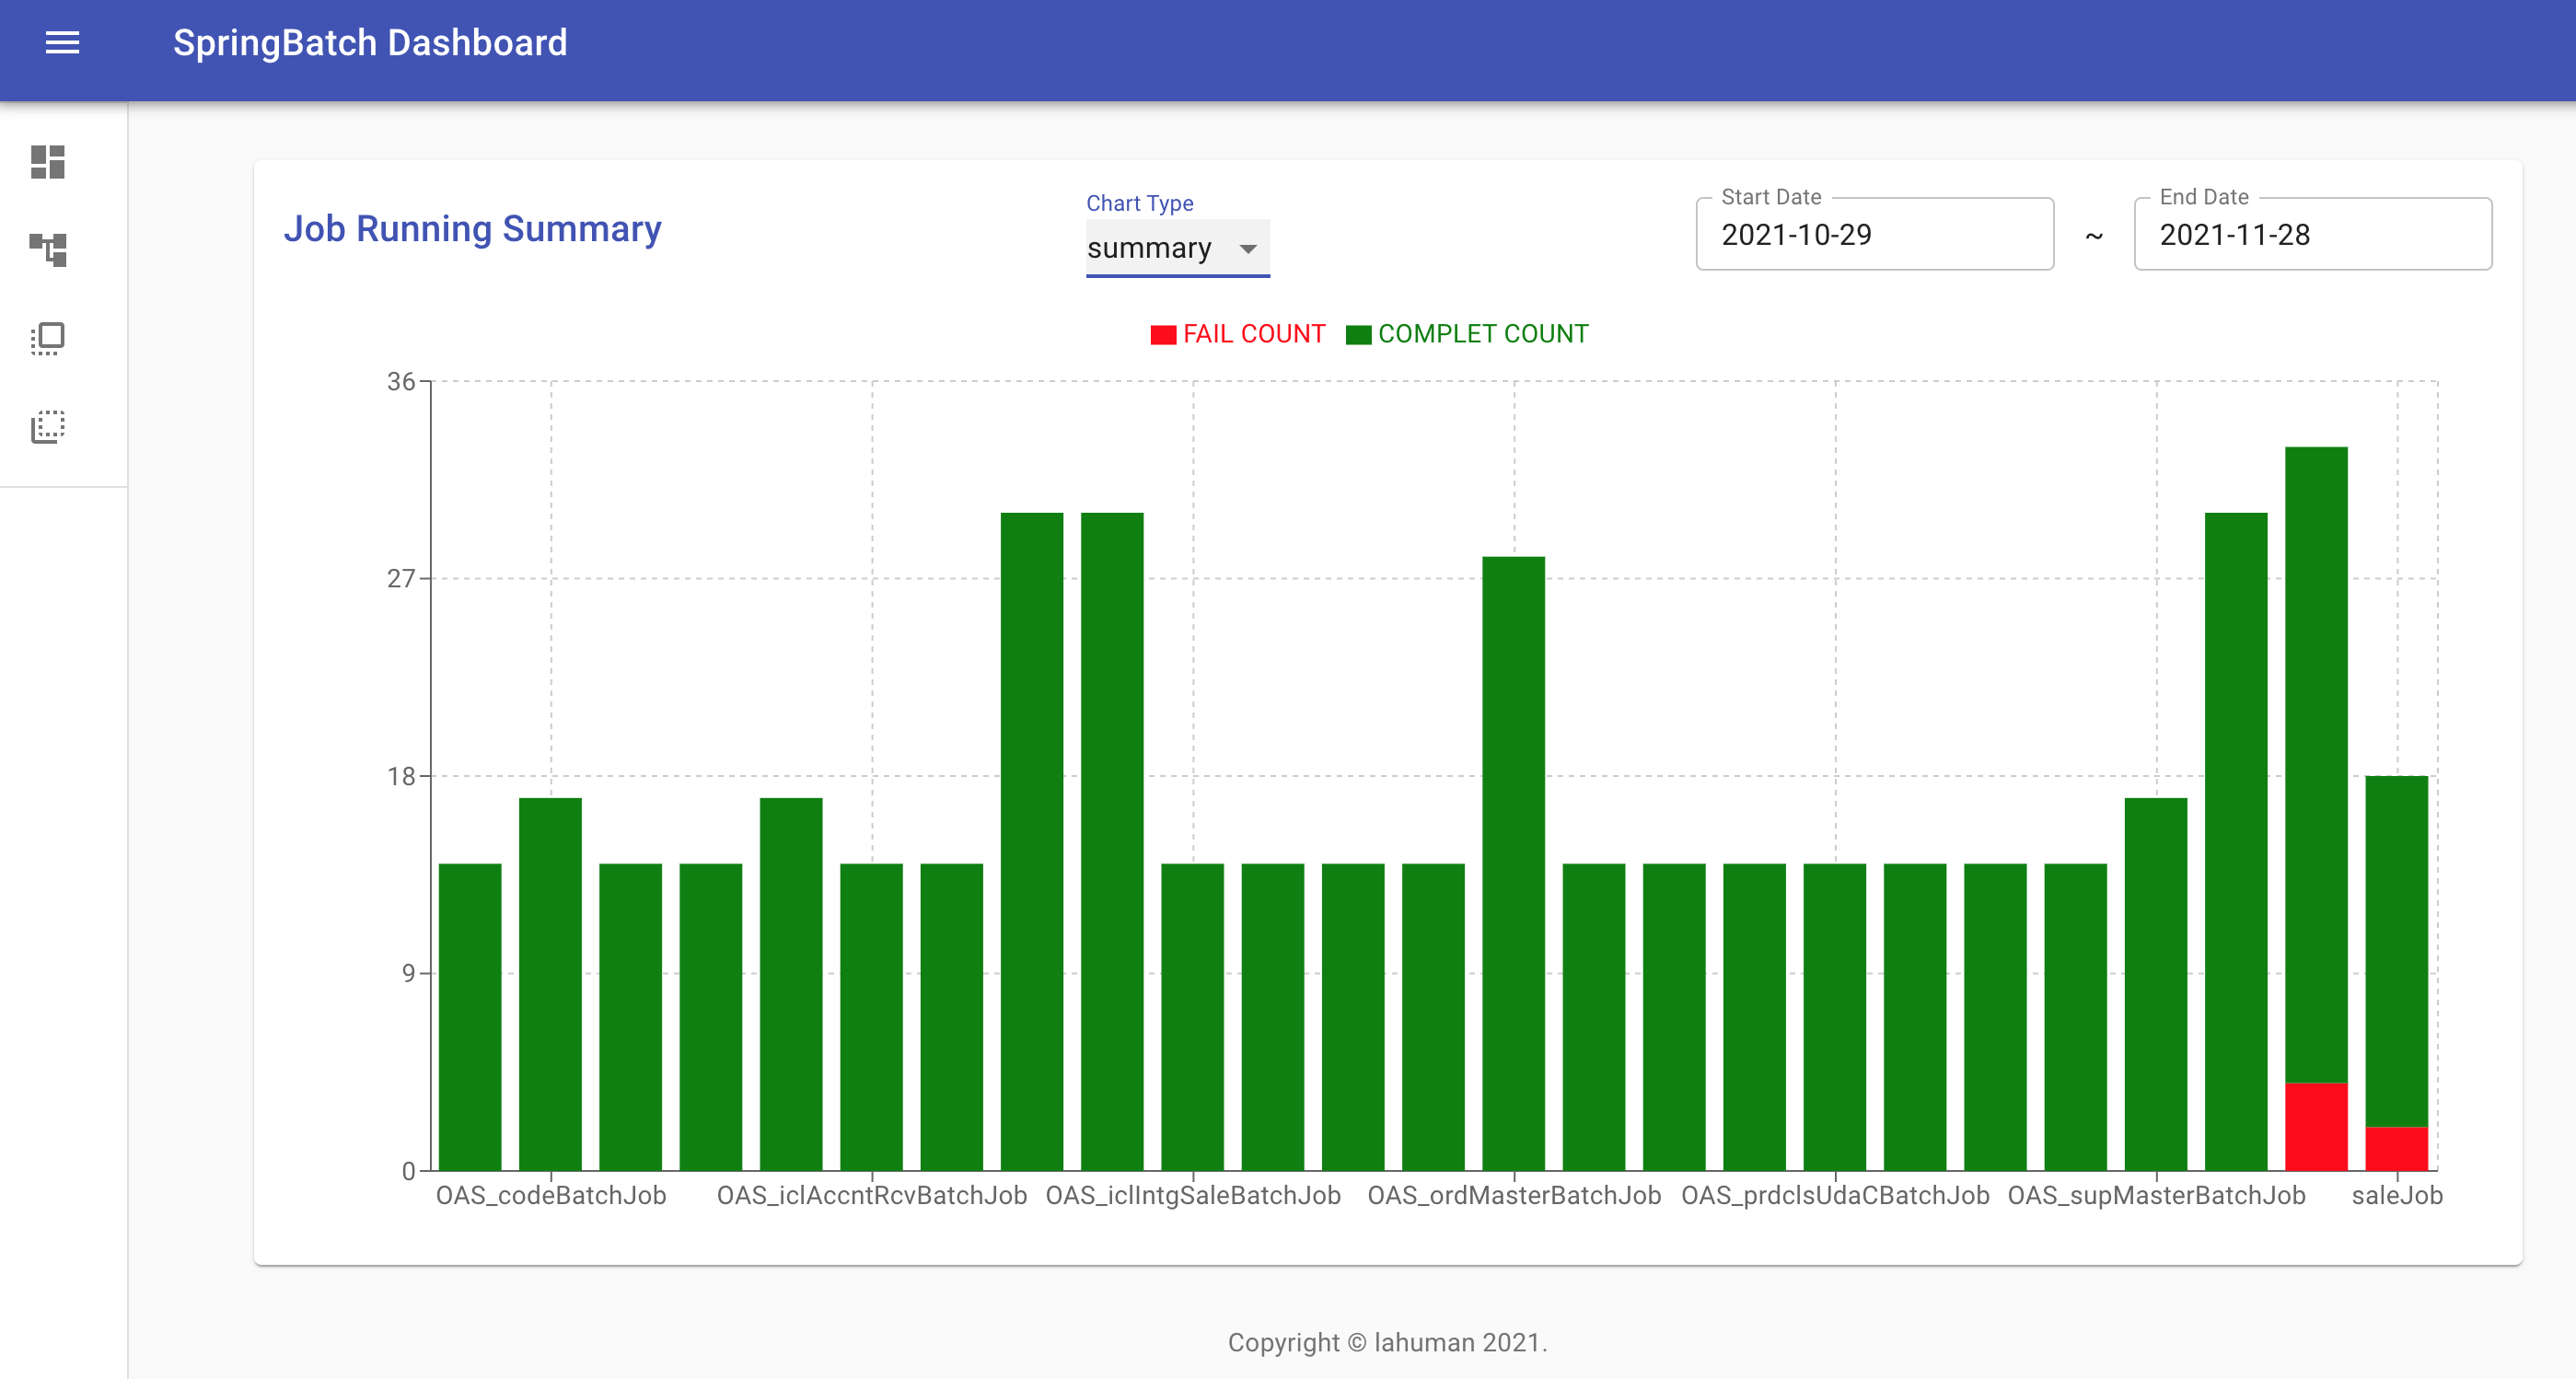 SpringBatch Dashboard
Job Running Summary
Chart Type
summary
Start Date
2021-10-29
~
End Date
2021-11-28
FAIL COUNT
COMPLET COUNT
36
27
18
9
0
OAS_codeBatchJob
OAS_iclAccntRcvBatchJob
OAS_iclIntgSaleBatchJob
OAS_ordMasterBatchJob
OAS_prdclsUdaCBatchJob
OAS_supMasterBatchJob
saleJob
Copyright © lahuman 2021.